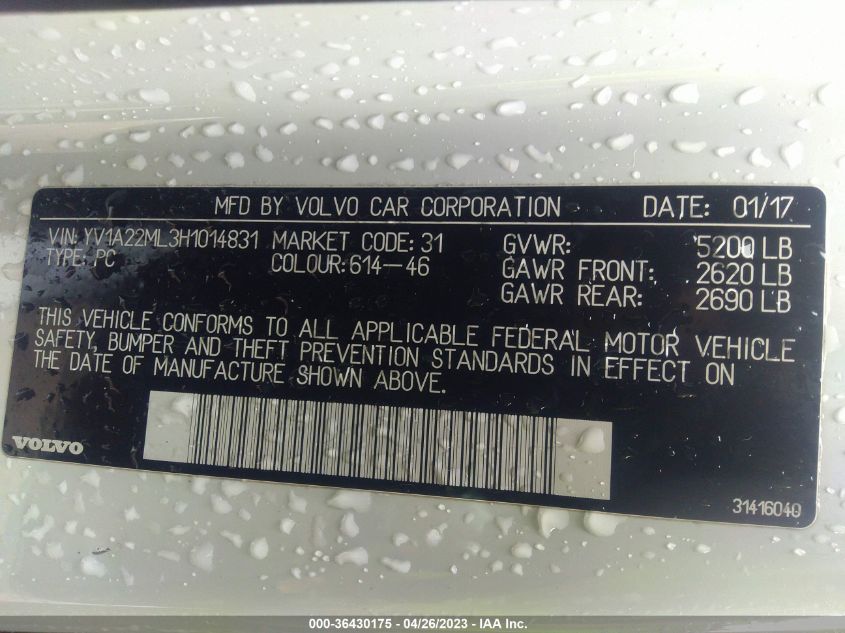 MFD BY VOLVO CAR CORPORATION DATE: 01/17
VIN: YV1A22ML3H1014831 MARKET CODE: 31 GVWR: 5200 LB
TYPE: PC COLOUR: 614-46 GAWR FRONT: 2620 LB
GAWR REAR: 2690 LB
THIS VEHICLE CONFORMS TO ALL APPLICABLE FEDERAL MOTOR VEHICLE
SAFETY, BUMPER AND THEFT PREVENTION STANDARDS IN EFFECT ON
THE DATE OF MANUFACTURE SHOWN ABOVE.
VOLVO
31416040
000-36430175 - 04/26/2023 - IAA Inc.